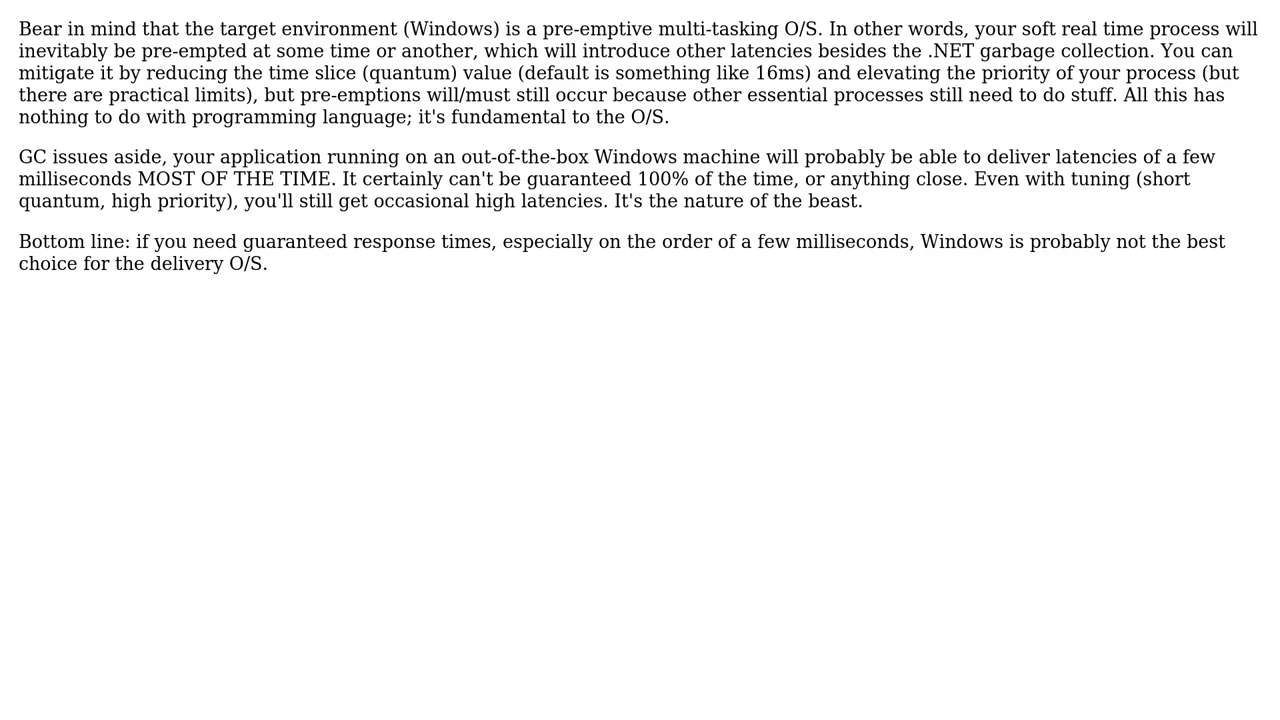 Bear in mind that the target environment (Windows) is a pre-emptive multi-tasking O/S. In other words, your soft real time process will
inevitably be pre-empted at some time or another, which will introduce other latencies besides the .NET garbage collection. You can
mitigate it by reducing the time slice (quantum) value (default is something like 16ms) and elevating the priority of your process (but
there are practical limits), but pre-emptions will/must still occur because other essential processes still need to do stuff. All this has
nothing to do with programming language; it's fundamental to the O/S.
GC issues aside, your application running on an out-of-the-box Windows machine will probably be able to deliver latencies of a few
milliseconds MOST OF THE TIME. It certainly can't be guaranteed 100% of the time, or anything close. Even with tuning (short
quantum, high priority), you'll still get occasional high latencies. It's the nature of the beast.
Bottom line: if you need guaranteed response times, especially on the order of a few milliseconds, Windows is probably not the best
choice for the delivery O/S.